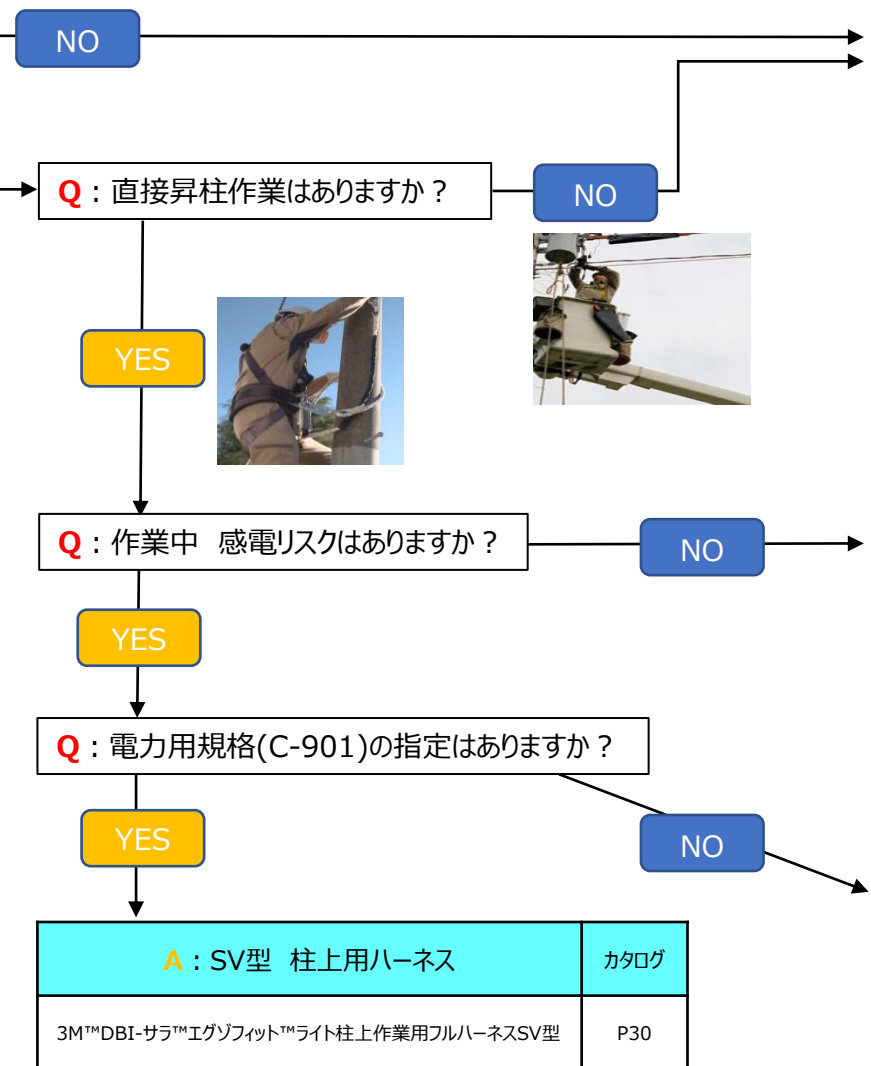 NO
Q：直接昇柱作業はありますか？
NO
YES
Q：作業中 感電リスクはありますか？
NO
YES
Q：電力用規格(C-901)の指定はありますか？
YES
NO
A：SV型 柱上用ハーネス カタログ
3M™DBI-サラ™エグゾフィット™ライト柱上作業用フルハーネスSV型 P30